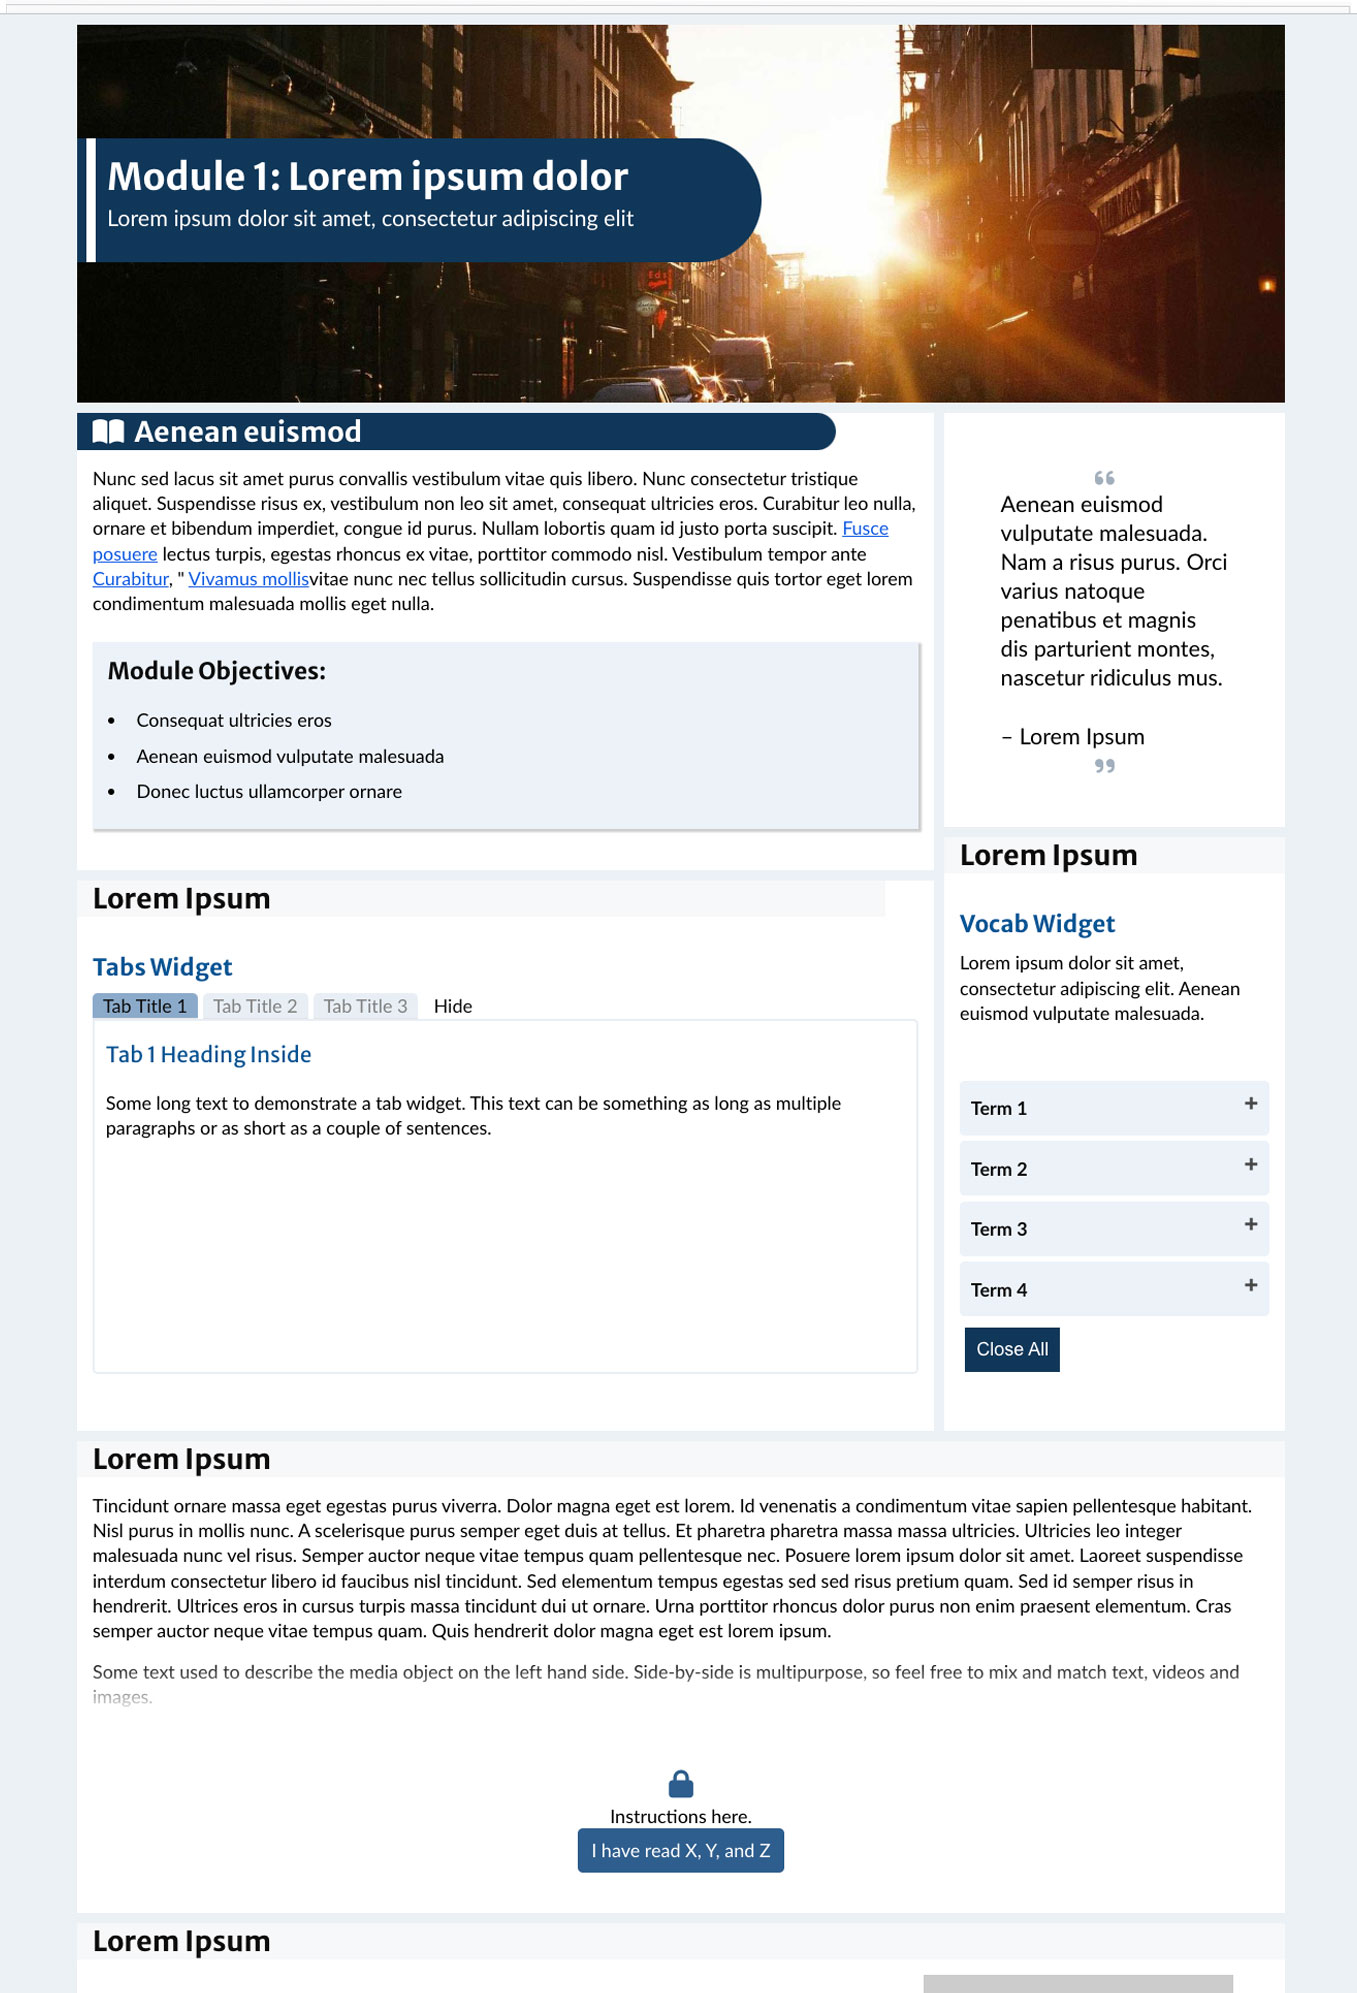 Module 1: Lorem ipsum dolor
Lorem ipsum dolor sit amet, consectetur adipiscing elit
Aenean euismod
Nunc sed lacus sit amet purus convallis vestibulum vitae quis libero. Nunc consectetur tristique
aliquet. Suspendisse risus ex, vestibulum non leo sit amet, consequat ultricies eros. Curabitur leo nulla,
ornare et bibendum imperdiet, congue id purus. Nullam lobortis quam id justo porta suscipit. Fusce
posuere lectus turpis, egestas rhoncus ex vitae, porttitor commodo nisl. Vestibulum tempor ante
Curabitur, " Vivamus mollisvitae nunc nec tellus sollicitudin cursus. Suspendisse quis tortor eget lorem
condimentum malesuada mollis eget nulla.
Module Objectives:
• Consequat ultricies eros
• Aenean euismod vulputate malesuada
• Donec luctus ullamcorper ornare
“
Aenean euismod
vulputate malesuada.
Nam a risus purus. Orci
varius natoque
penatibus et magnis
dis parturient montes,
nascetur ridiculus mus.
– Lorem Ipsum
”
Lorem Ipsum
Tabs Widget
Tab Title 1 Tab Title 2 Tab Title 3 Hide
Tab 1 Heading Inside
Some long text to demonstrate a tab widget. This text can be something as long as multiple
paragraphs or as short as a couple of sentences.
Lorem Ipsum
Vocab Widget
Lorem ipsum dolor sit amet,
consectetur adipiscing elit. Aenean
euismod vulputate malesuada.
Term 1 +
Term 2 +
Term 3 +
Term 4 +
Close All
Lorem Ipsum
Tincidunt ornare massa eget egestas purus viverra. Dolor magna eget est lorem. Id venenatis a condimentum vitae sapien pellentesque habitant.
Nisl purus in mollis nunc. A scelerisque purus semper eget duis at tellus. Et pharetra pharetra massa massa ultricies. Ultricies leo integer
malesuada nunc vel risus. Semper auctor neque vitae tempus quam pellentesque nec. Posuere lorem ipsum dolor sit amet. Laoreet suspendisse
interdum consectetur libero id faucibus nisl tincidunt. Sed elementum tempus egestas sed sed risus pretium quam. Sed id semper risus in
hendrerit. Ultrices eros in cursus turpis massa tincidunt dui ut ornare. Urna porttitor rhoncus dolor purus non enim praesent elementum. Cras
semper auctor neque vitae tempus quam. Quis hendrerit dolor magna eget est lorem ipsum.
Some text used to describe the media object on the left hand side. Side-by-side is multipurpose, so feel free to mix and match text, videos and
images.
Instructions here.
I have read X, Y, and Z
Lorem Ipsum